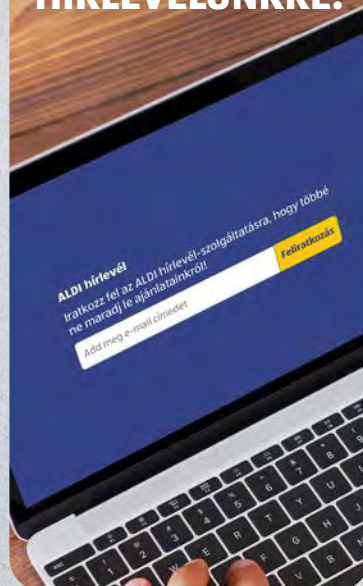 HÍRLEVELÜNKRE!
ALDI hírlevél
Iratkozz fel az ALDI hírlevél-szolgáltatásra, hogy többé
ne maradj le ajánlatainkról!
Add meg e-mail címedet
Feliratkozás